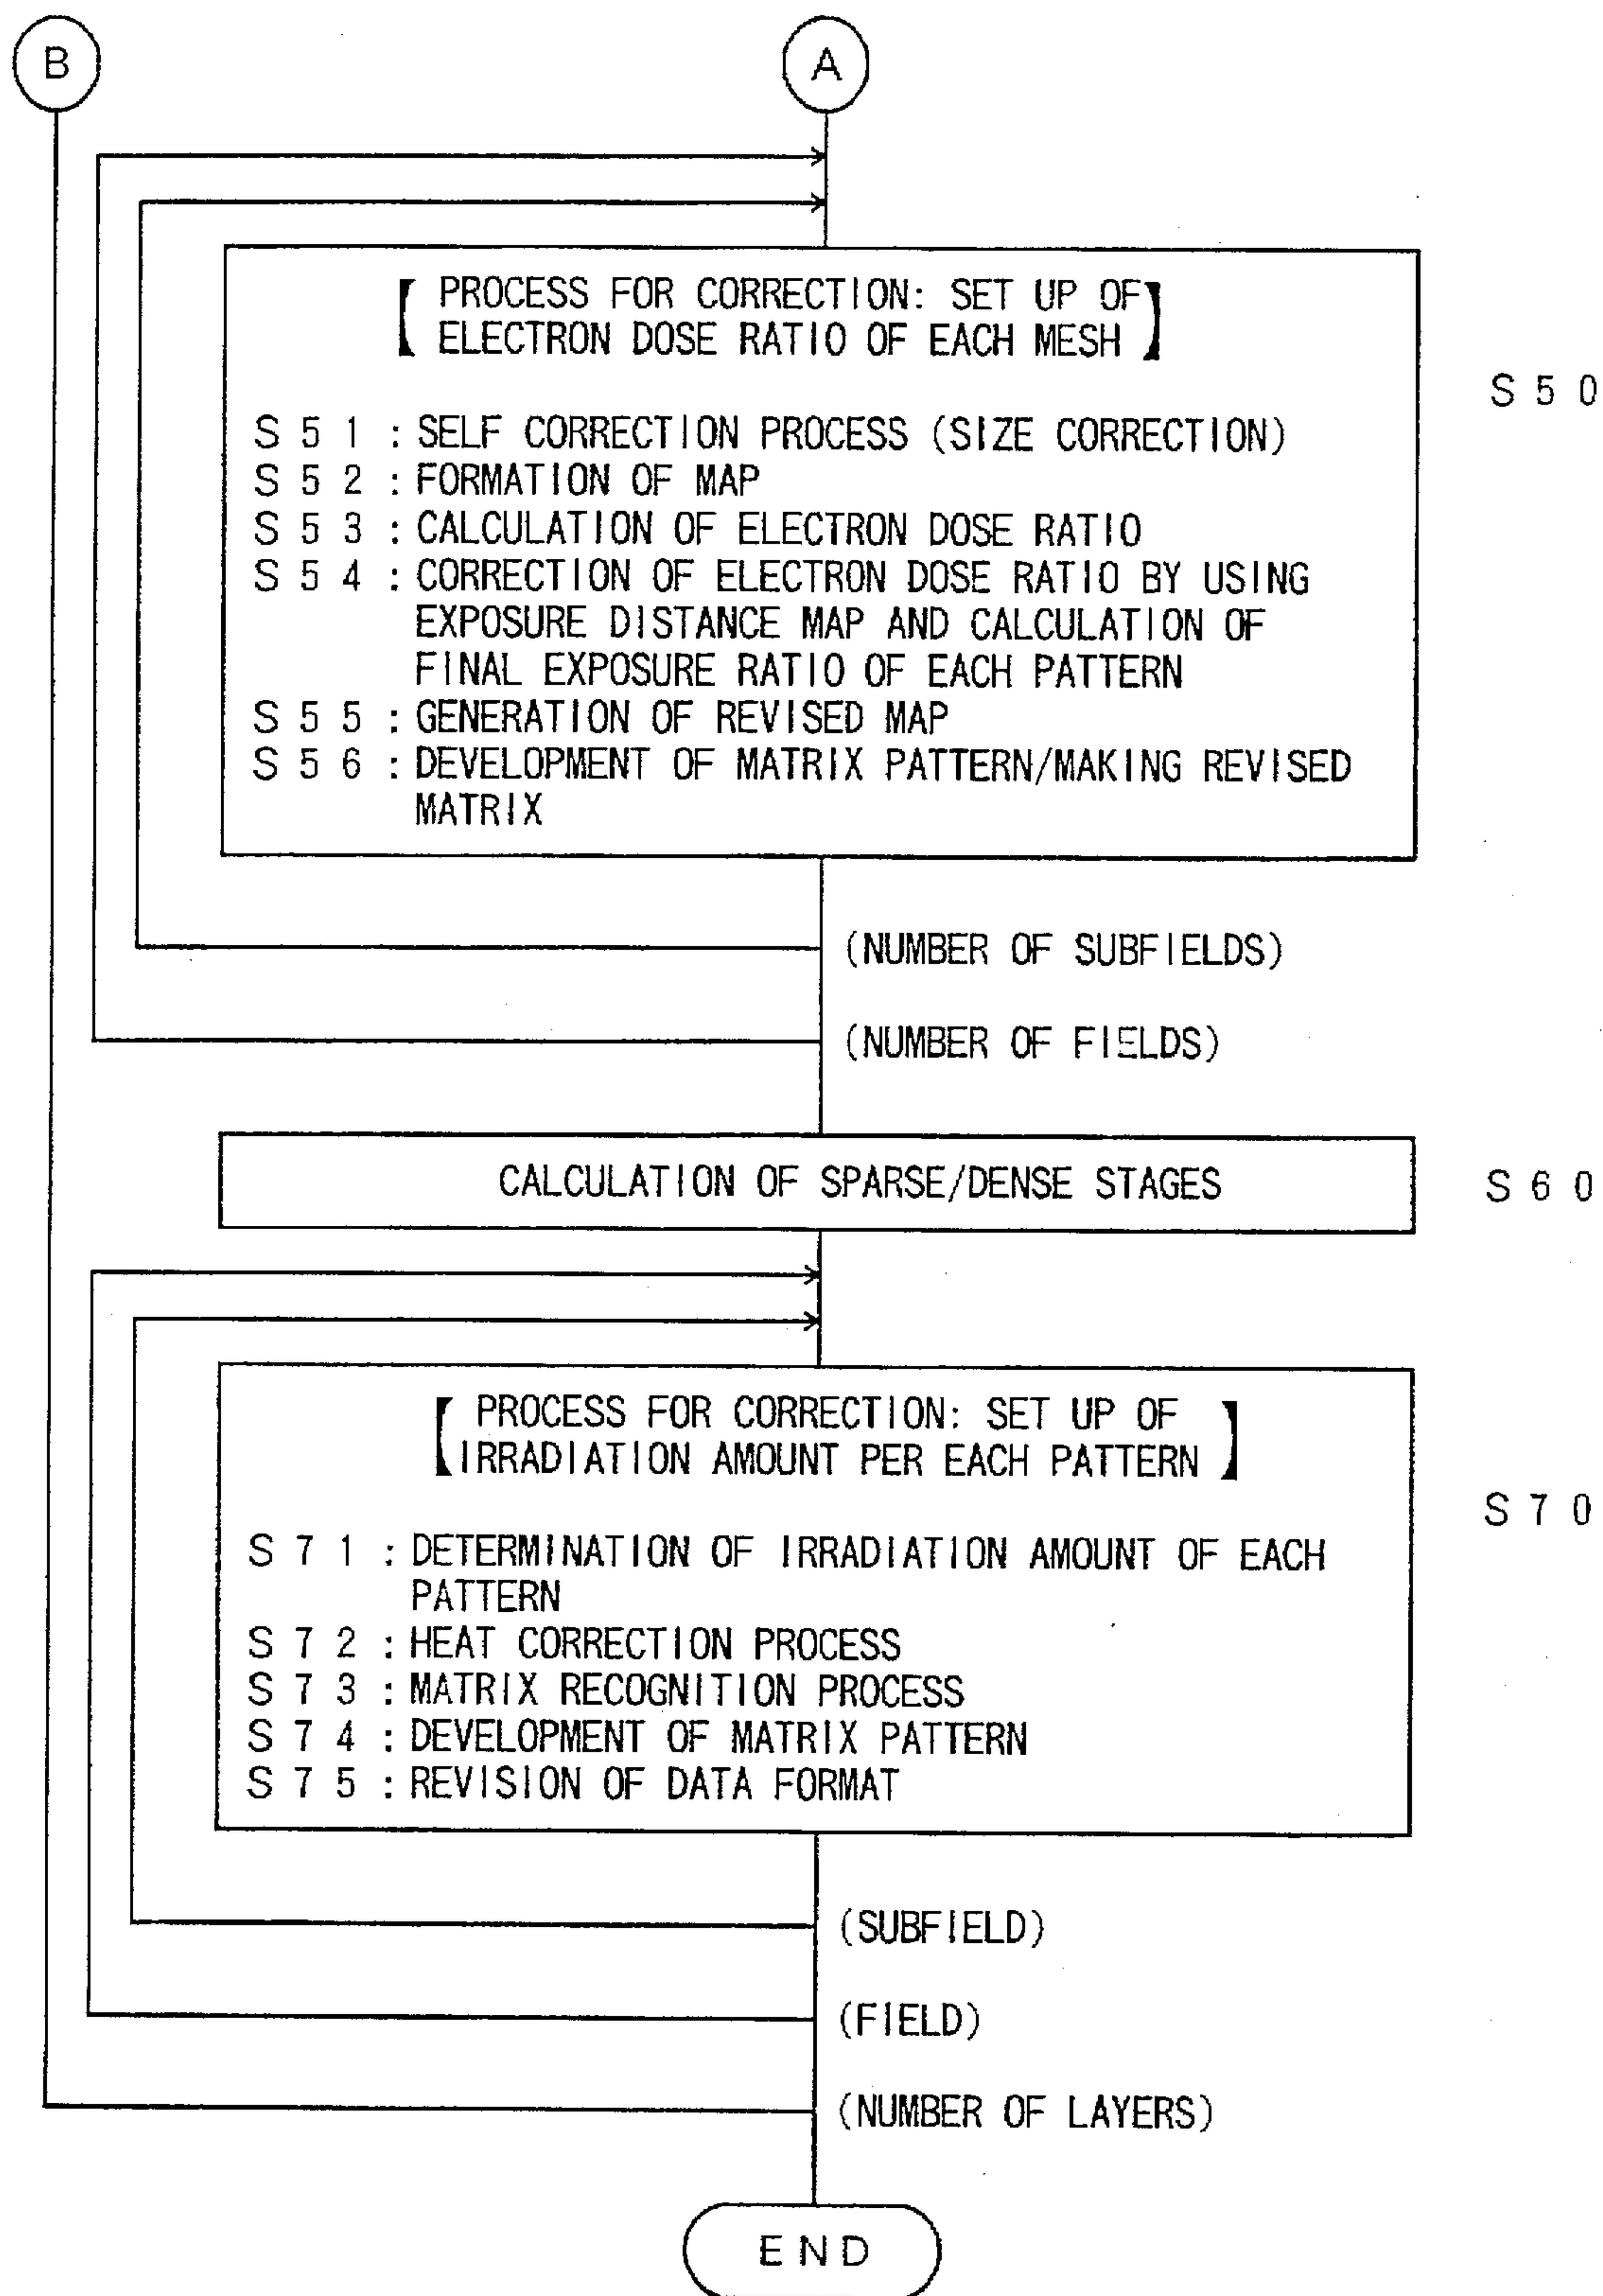 B
A
PROCESS FOR CORRECTION: SET UP OF
ELECTRON DOSE RATIO OF EACH MESH
S50
S51 : SELF CORRECTION PROCESS (SIZE CORRECTION)
S52 : FORMATION OF MAP
S53 : CALCULATION OF ELECTRON DOSE RATIO
S54 : CORRECTION OF ELECTRON DOSE RATIO BY USING
EXPOSURE DISTANCE MAP AND CALCULATION OF
FINAL EXPOSURE RATIO OF EACH PATTERN
S55 : GENERATION OF REVISED MAP
S56 : DEVELOPMENT OF MATRIX PATTERN/MAKING REVISED
MATRIX
(NUMBER OF SUBFIELDS)
(NUMBER OF FIELDS)
CALCULATION OF SPARSE/DENSE STAGES
S60
PROCESS FOR CORRECTION: SET UP OF
IRRADIATION AMOUNT PER EACH PATTERN
S70
S71 : DETERMINATION OF IRRADIATION AMOUNT OF EACH
PATTERN
S72 : HEAT CORRECTION PROCESS
S73 : MATRIX RECOGNITION PROCESS
S74 : DEVELOPMENT OF MATRIX PATTERN
S75 : REVISION OF DATA FORMAT
(SUBFIELD)
(FIELD)
(NUMBER OF LAYERS)
END